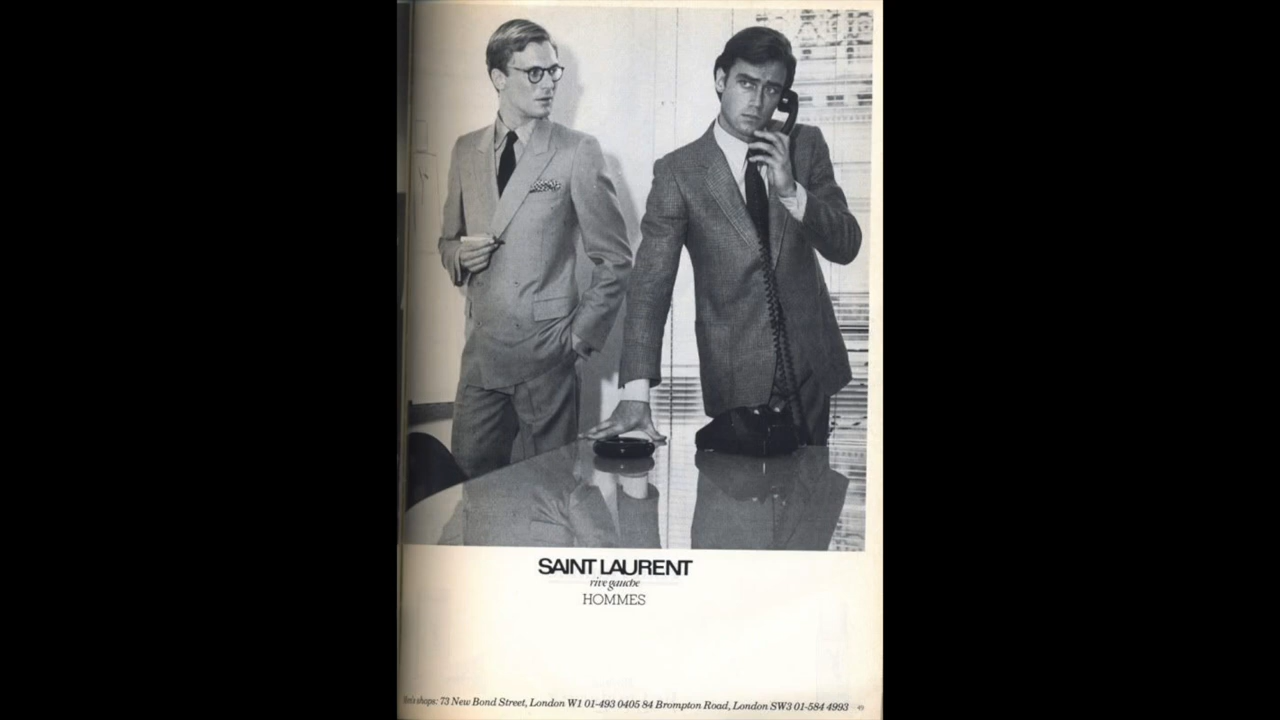 SAINT LAURENT
rive gauche
HOMMES
shops: 73 New Bond Street, London W1 01-493 0405 84 Brompton Road, London SW3 01-584 4993